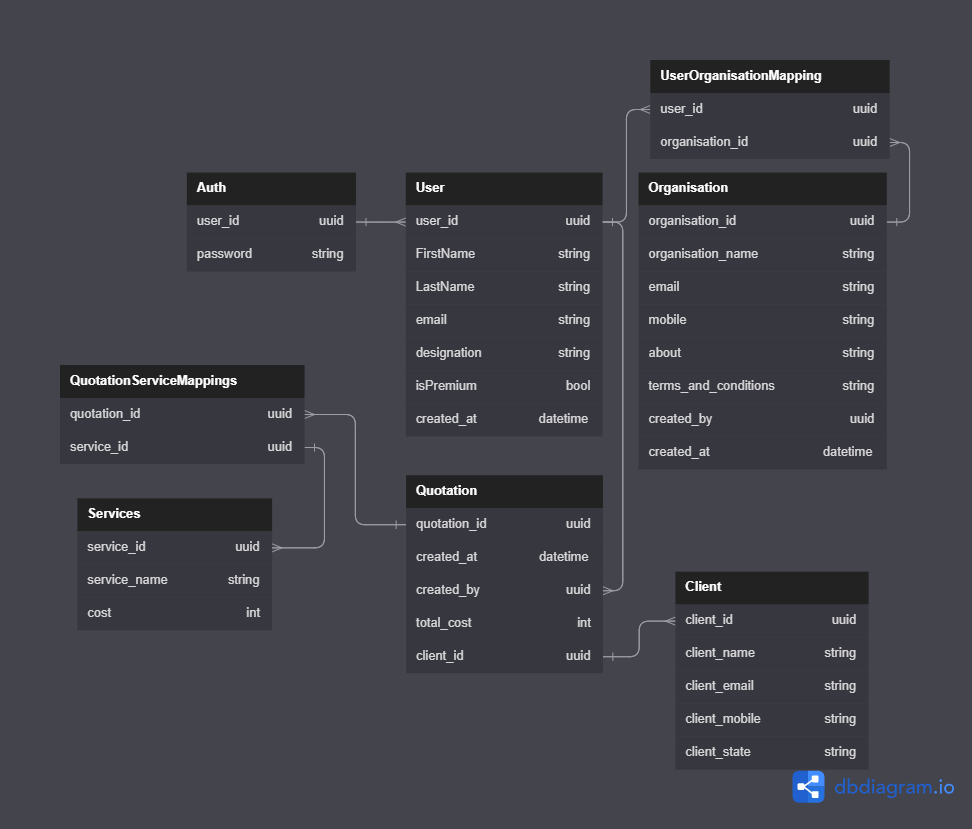 UserOrganisationMapping
user_id uuid
organisation_id uuid
Auth
user_id uuid
password string
User
user_id uuid
FirstName string
LastName string
email string
designation string
isPremium bool
created_at datetime
Organisation
organisation_id uuid
organisation_name string
email string
mobile string
about string
terms_and_conditions string
created_by uuid
created_at datetime
QuotationServiceMappings
quotation_id uuid
service_id uuid
Services
service_id uuid
service_name string
cost int
Quotation
quotation_id uuid
created_at datetime
created_by uuid
total_cost int
client_id uuid
Client
client_id uuid
client_name string
client_email string
client_mobile string
client_state string
dbdiagram.io